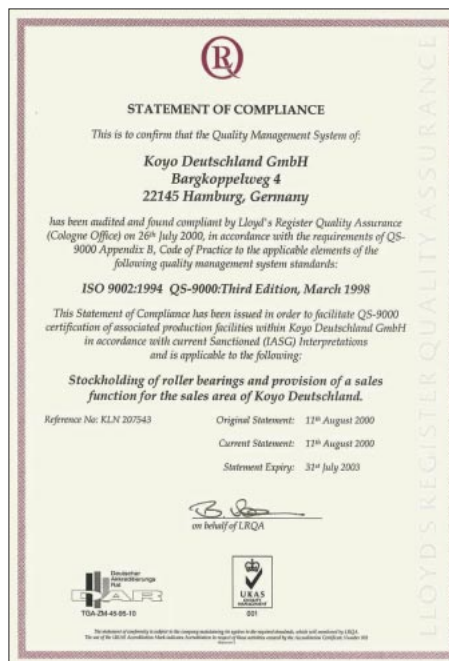 RQ
STATEMENT OF COMPLIANCE
This is to confirm that the Quality Management System of:
Koyo Deutschland GmbH
Bargkoppelweg 4
22145 Hamburg, Germany
has been audited and found compliant by Lloyd's Register Quality Assurance
(Cologne Office) on 26th July 2000, in accordance with the requirements of QS-
9000 Appendix B, Code of Practice to the applicable elements of the
following quality management system standards:
ISO 9002:1994 QS-9000:Third Edition, March 1998
This Statement of Compliance has been issued in order to facilitate QS-9000
certification of associated production facilities within Koyo Deutschland GmbH
in accordance with current Sanctioned (IASG) Interpretations
and is applicable to the following:
Stockholding of roller bearings and provision of a sales
function for the sales area of Koyo Deutschland.
Reference No: KLN 207543 Original Statement: 11th August 2000
Current Statement: 11th August 2000
Statement Expiry: 31st July 2003
on behalf of LRQA
Deutscher
Akkreditierungs
Rat
DAR
TGA-ZM-45-95-10
UKAS
QUALITY
MANAGEMENT
001
LLOYD'S REGISTER QUALITY ASSURANCE